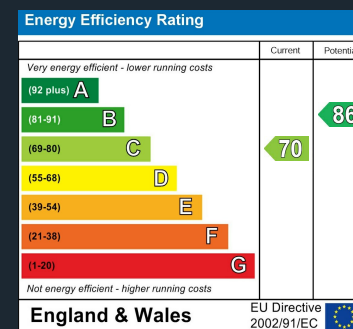 Energy Efficiency Rating
Current Potentia
Very energy efficient - lower running costs
(92 plus) A
(81-91) B 86
(69-80) C 70
(55-68) D
(39-54) E
(21-38) F
(1-20) G
Not energy efficient - higher running costs
England & Wales
EU Directive
2002/91/EC